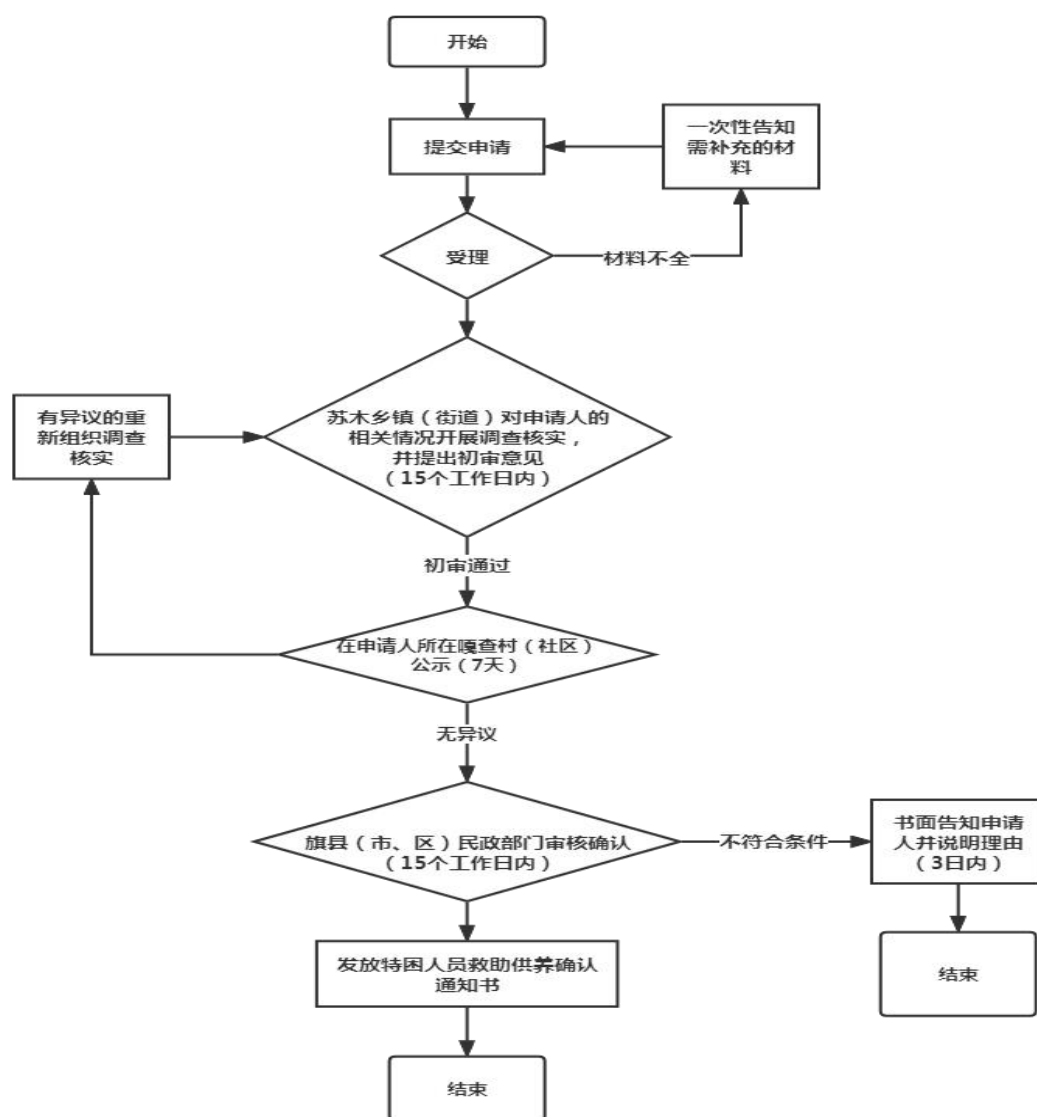 开始
提交申请
一次性告知
需补充的材
料
受理
材料不全
苏木乡镇（街道）对申请人的
相关情况开展调查核实，
并提出初审意见
（15个工作日内）
有异议的重
新组织调查
核实
初审通过
在申请人所在嘎查村（社区）
公示（7天）
无异议
旗县（市、区）民政部门审核确认
（15个工作日内）
不符合条件
书面告知申请
人并说明理由
（3日内）
发放特困人员救助供养确认
通知书
结束
结束